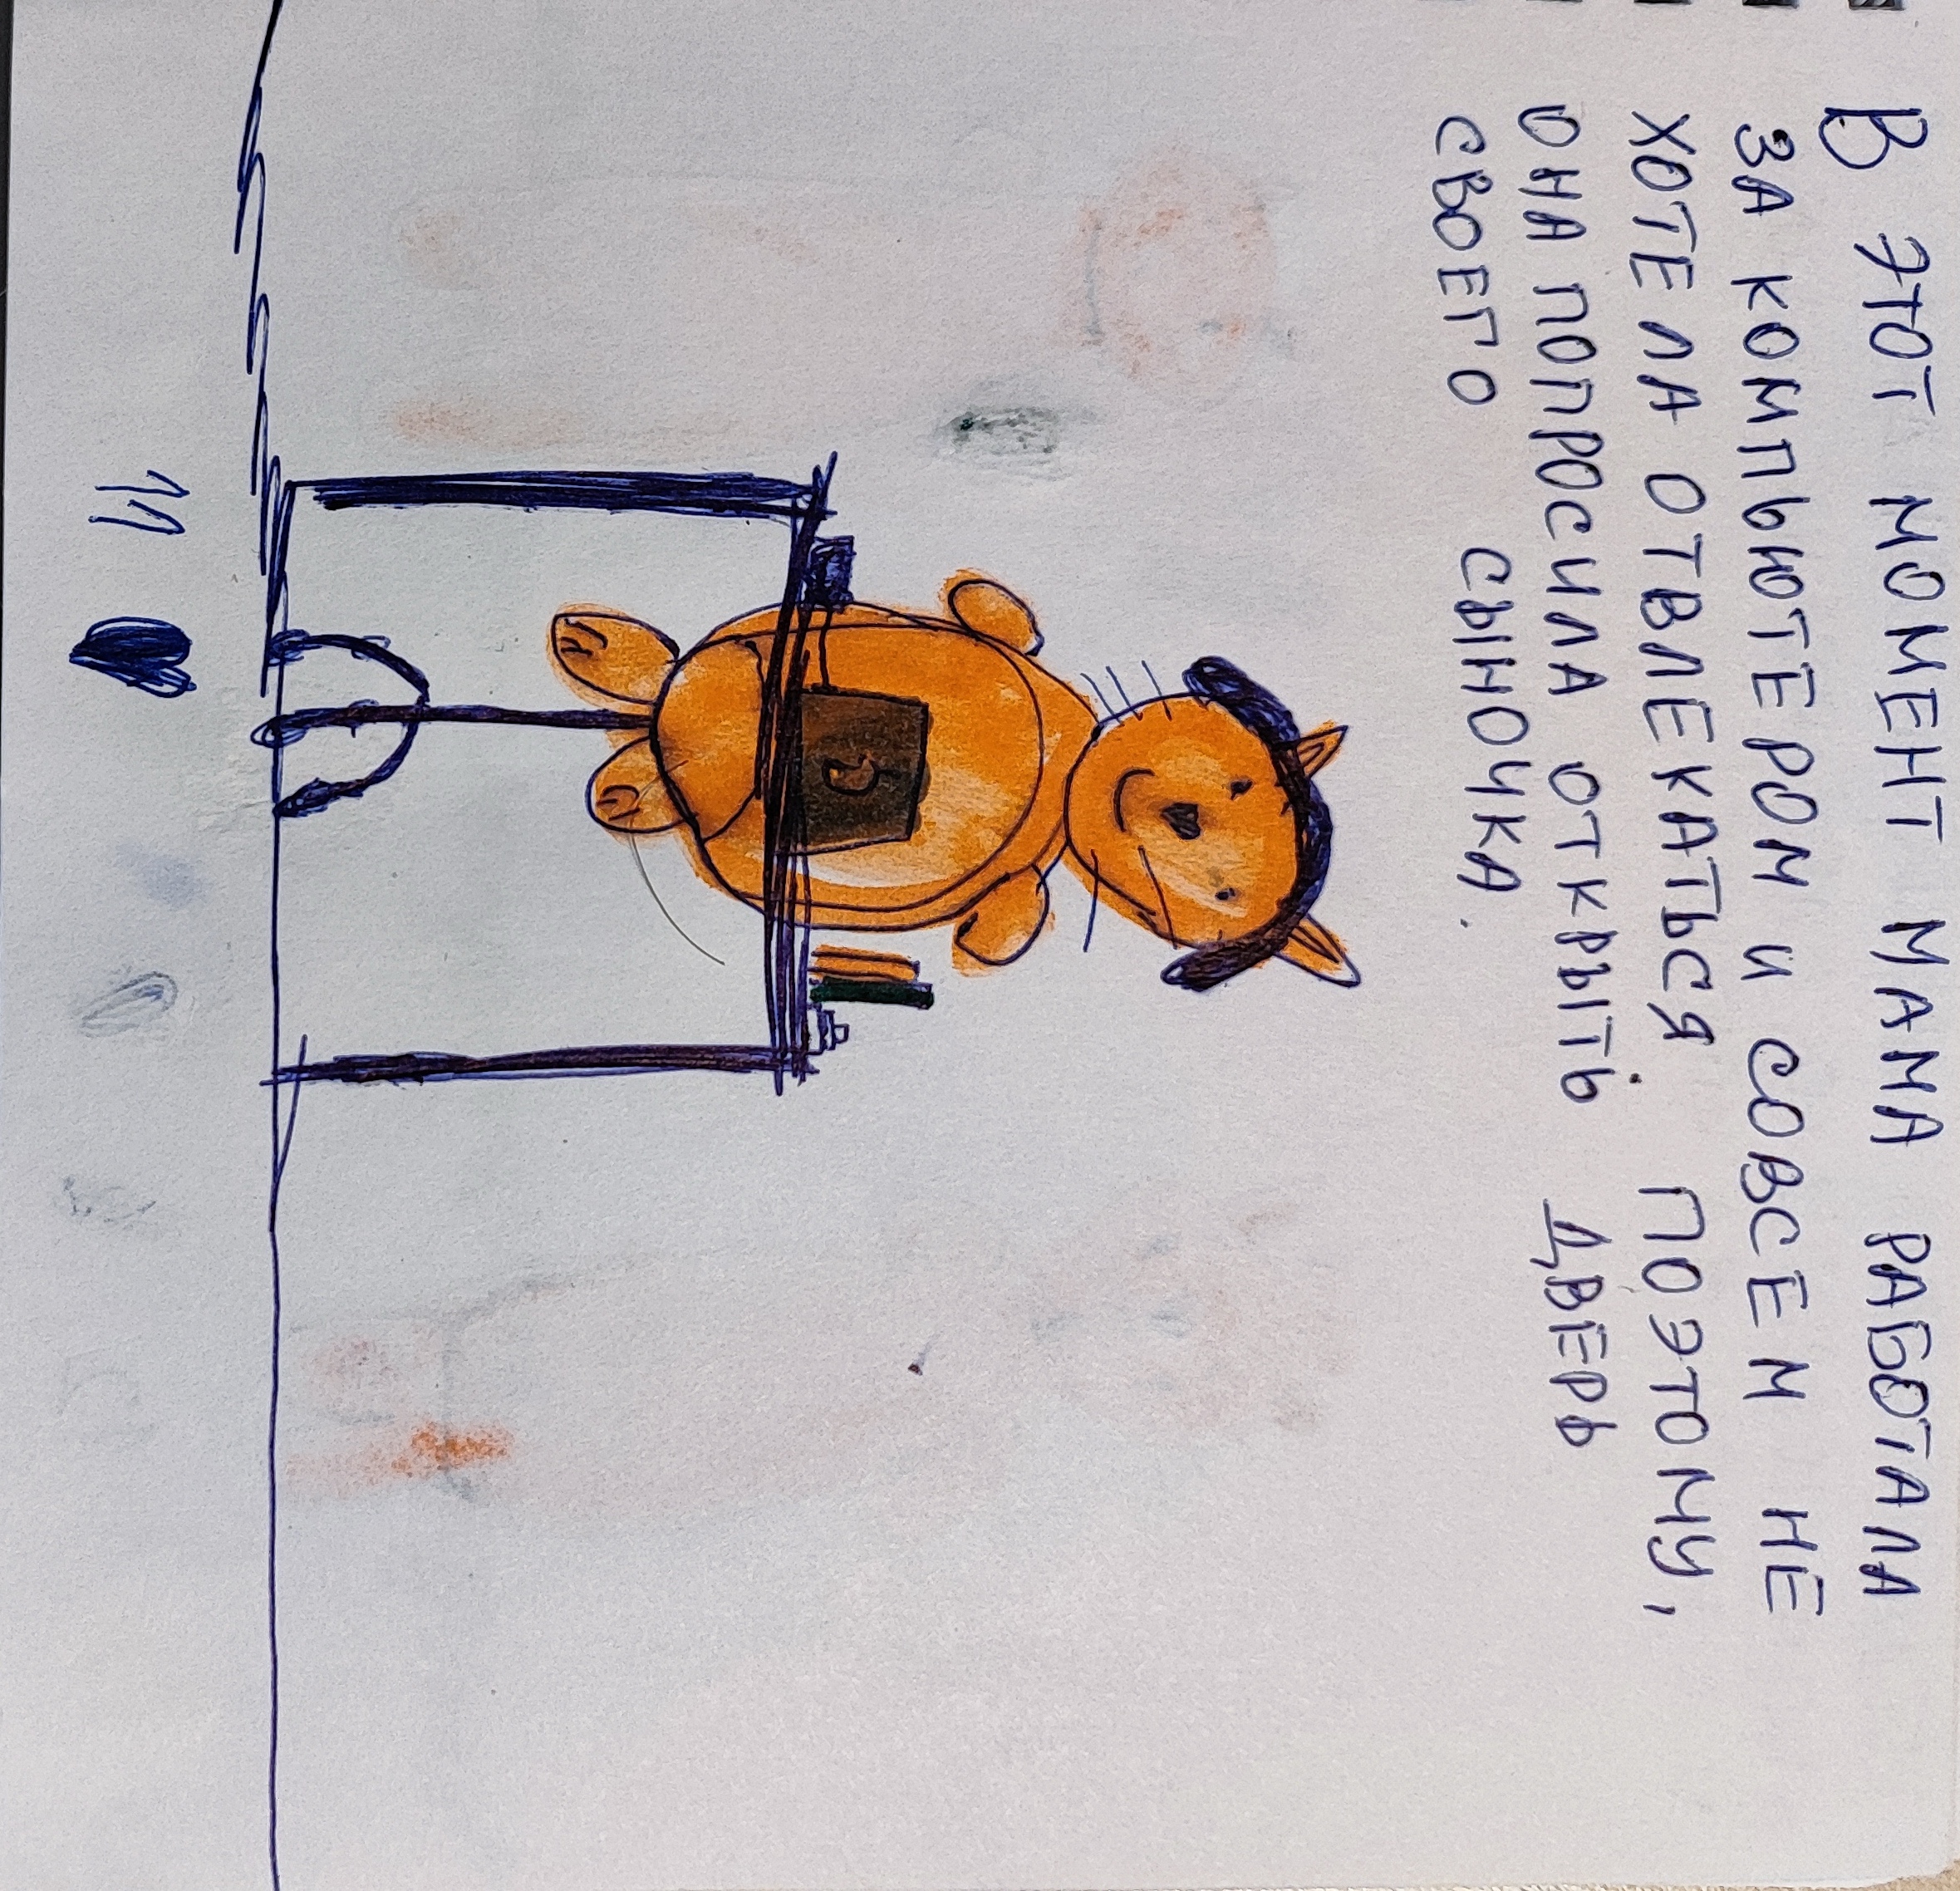 В ЭТОТ МОМЕНТ МАМА РАБОТАЛА
ЗА КОМПЬЮТЕРОМ И СОВСЕМ НЕ
ХОТЕЛА ОТВЛЕКАТЬСЯ. ПОЭТОМУ,
ОНА ПОПРОСИЛА ОТКРЫТЬ ДВЕРЬ
СВОЕГО СЫНОЧКА.
11